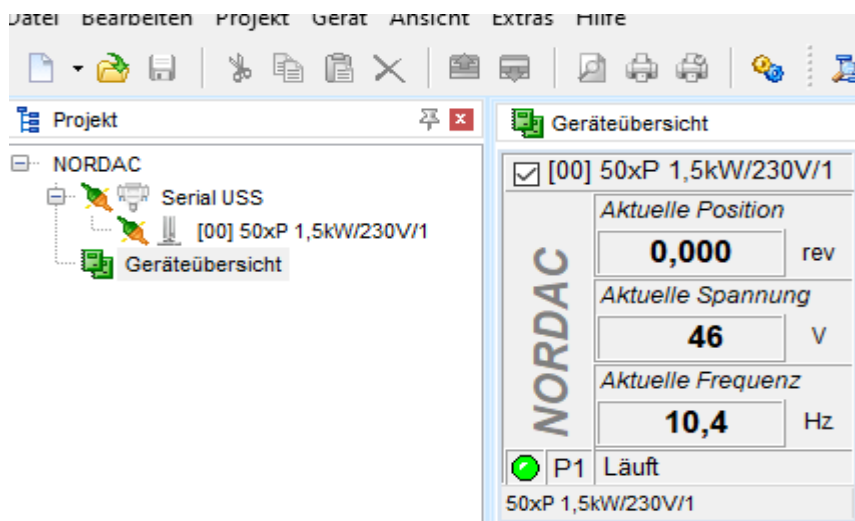 Datei Bearbeiten Projekt Gerät Ansicht Extras Hilfe
Projekt
NORDAC
Serial USS
[00] 50xP 1,5kW/230V/1
Geräteübersicht
Geräteübersicht
[00] 50xP 1,5kW/230V/1
NORDAC
Aktuelle Position
0,000 rev
Aktuelle Spannung
46 V
Aktuelle Frequenz
10,4 Hz
P1 Läuft
50xP 1,5kW/230V/1